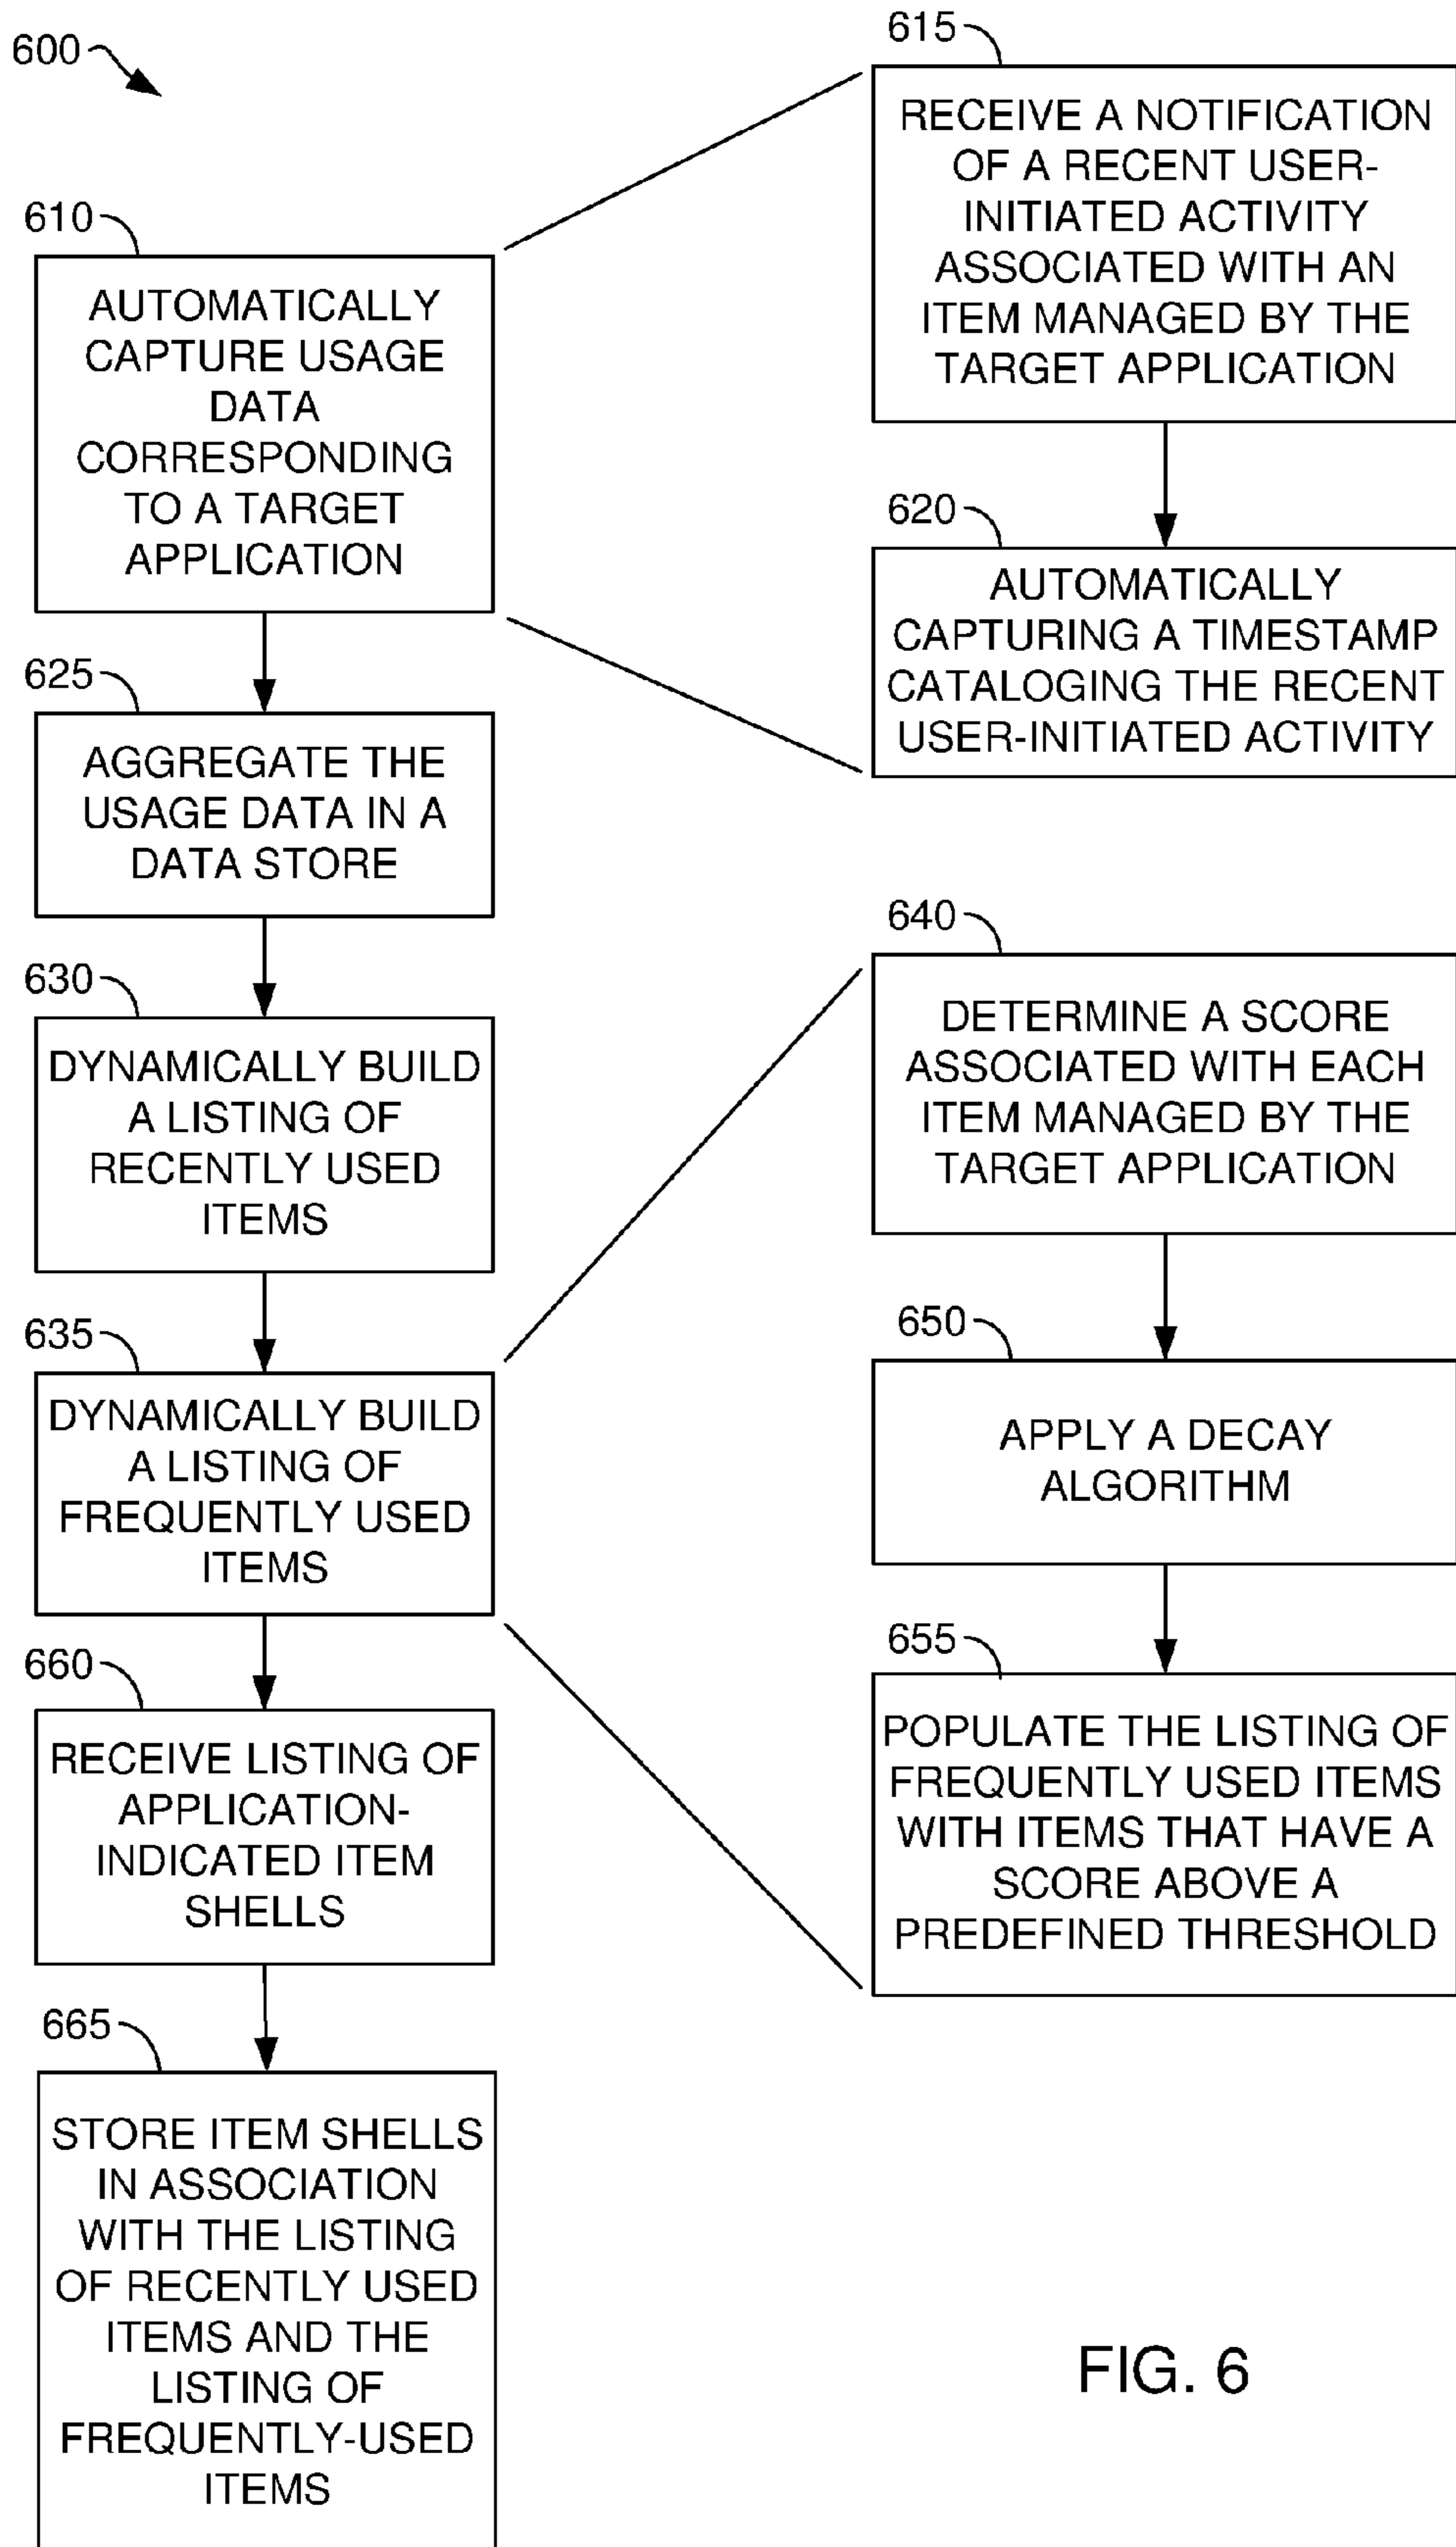 600
610
AUTOMATICALLY
CAPTURE USAGE
DATA
CORRESPONDING
TO A TARGET
APPLICATION
615
RECEIVE A NOTIFICATION
OF A RECENT USER-
INITIATED ACTIVITY
ASSOCIATED WITH AN
ITEM MANAGED BY THE
TARGET APPLICATION
620
AUTOMATICALLY
CAPTURING A TIMESTAMP
CATALOGING THE RECENT
USER-INITIATED ACTIVITY
625
AGGREGATE THE
USAGE DATA IN A
DATA STORE
630
DYNAMICALLY BUILD
A LISTING OF
RECENTLY USED
ITEMS
635
DYNAMICALLY BUILD
A LISTING OF
FREQUENTLY USED
ITEMS
640
DETERMINE A SCORE
ASSOCIATED WITH EACH
ITEM MANAGED BY THE
TARGET APPLICATION
650
APPLY A DECAY
ALGORITHM
655
POPULATE THE LISTING OF
FREQUENTLY USED ITEMS
WITH ITEMS THAT HAVE A
SCORE ABOVE A
PREDEFINED THRESHOLD
660
RECEIVE LISTING OF
APPLICATION-
INDICATED ITEM
SHELLS
665
STORE ITEM SHELLS
IN ASSOCIATION
WITH THE LISTING
OF RECENTLY USED
ITEMS AND THE
LISTING OF
FREQUENTLY-USED
ITEMS
FIG. 6